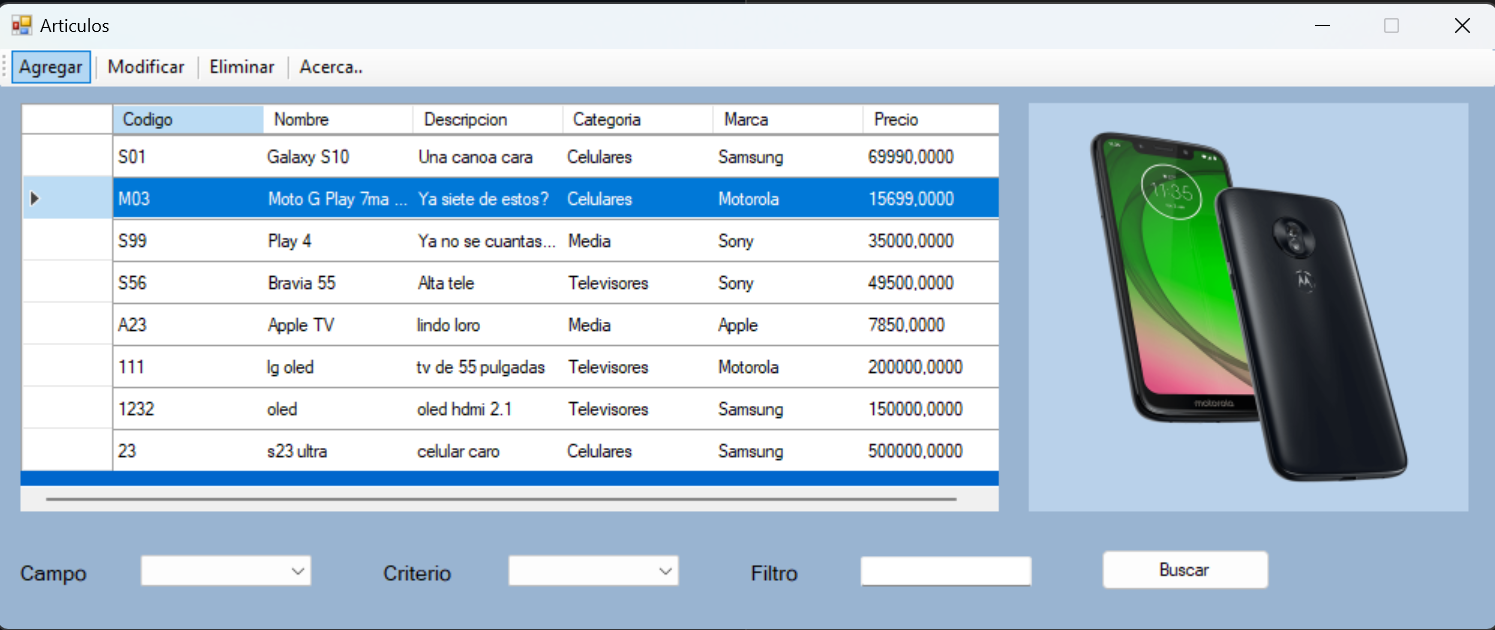 Articulos
Agregar Modificar Eliminar Acerca..
Codigo Nombre Descripcion Categoria Marca Precio
S01 Galaxy S10 Una canoa cara Celulares Samsung 69990,0000
M03 Moto G Play 7ma ... Ya siete de estos? Celulares Motorola 15699,0000
S99 Play 4 Ya no se cuantas... Media Sony 35000,0000
S56 Bravia 55 Alta tele Televisores Sony 49500,0000
A23 Apple TV lindo loro Media Apple 7850,0000
111 lg oled tv de 55 pulgadas Televisores Motorola 200000,0000
1232 oled oled hdmi 2.1 Televisores Samsung 150000,0000
23 s23 ultra celular caro Celulares Samsung 500000,0000
11:35
motorola
Campo Criterio Filtro Buscar